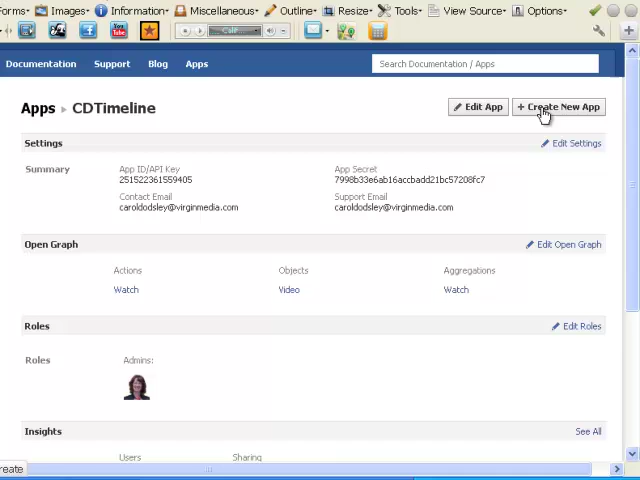 Forms· Images· Information· Miscellaneous· Outline· Resize· Tools· View Source· Options·
You Tube
Documentation Support Blog Apps Search Documentation / Apps
Apps ▸ CDTimeline Edit App + Create New App
Settings Edit Settings
Summary App ID/API Key App Secret
251522361559405 7998b33e6ab16accbadd21bc57208fc7
Contact Email Support Email
caroldodsley@virginmedia.com caroldodsley@virginmedia.com
Open Graph Edit Open Graph
Actions Objects Aggregations
Watch Video Watch
Roles Edit Roles
Roles Admins:
Insights See All
Users Sharing
reate